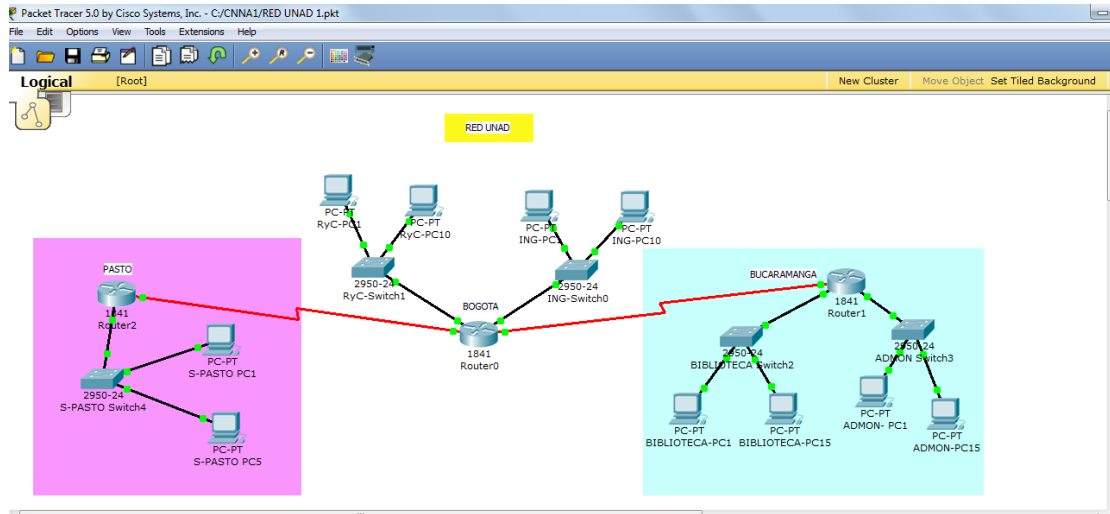 Packet Tracer 5.0 by Cisco Systems, Inc. - C:/CNNA1/RED UNAD 1.pkt
File Edit Options View Tools Extensions Help
Logical [Root] New Cluster Move Object Set Tiled Background
RED UNAD
PC-PT
RyC-PC1
PC-PT
RyC-PC10
PC-PT
ING-PC1
PC-PT
ING-PC10
2950-24
RyC-Switch1
2950-24
ING-Switch0
PASTO
1841
Router2
BOGOTA
1841
Router0
BUCARAMANGA
1841
Router1
PC-PT
S-PASTO PC1
2950-24
S-PASTO Switch4
PC-PT
S-PASTO PC5
2950-24
BIBLIOTECA Switch2
2950-24
ADMON Switch3
PC-PT
BIBLIOTECA-PC1
PC-PT
BIBLIOTECA-PC15
PC-PT
ADMON- PC1
PC-PT
ADMON-PC15